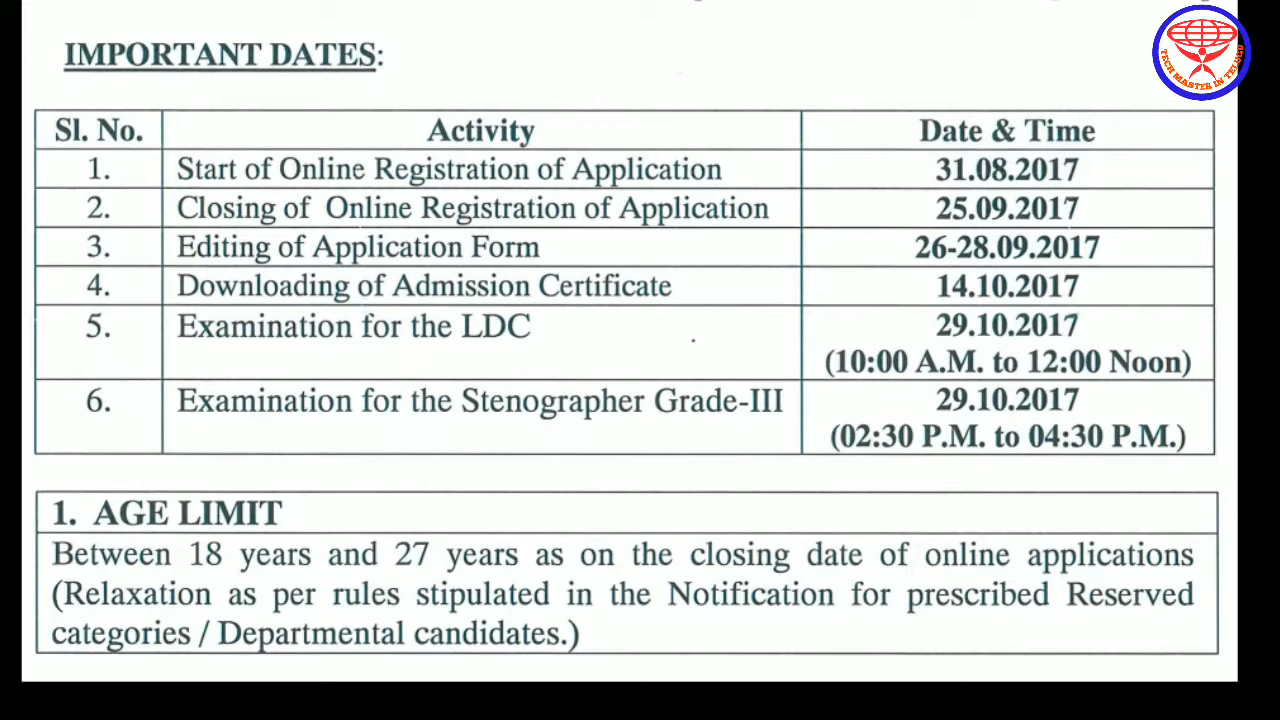 IMPORTANT DATES:
TECH MASTER IN TELUGU
Sl. No. Activity Date & Time
1. Start of Online Registration of Application 31.08.2017
2. Closing of Online Registration of Application 25.09.2017
3. Editing of Application Form 26-28.09.2017
4. Downloading of Admission Certificate 14.10.2017
5. Examination for the LDC 29.10.2017
(10:00 A.M. to 12:00 Noon)
6. Examination for the Stenographer Grade-III 29.10.2017
(02:30 P.M. to 04:30 P.M.)
1. AGE LIMIT
Between 18 years and 27 years as on the closing date of online applications
(Relaxation as per rules stipulated in the Notification for prescribed Reserved
categories / Departmental candidates.)